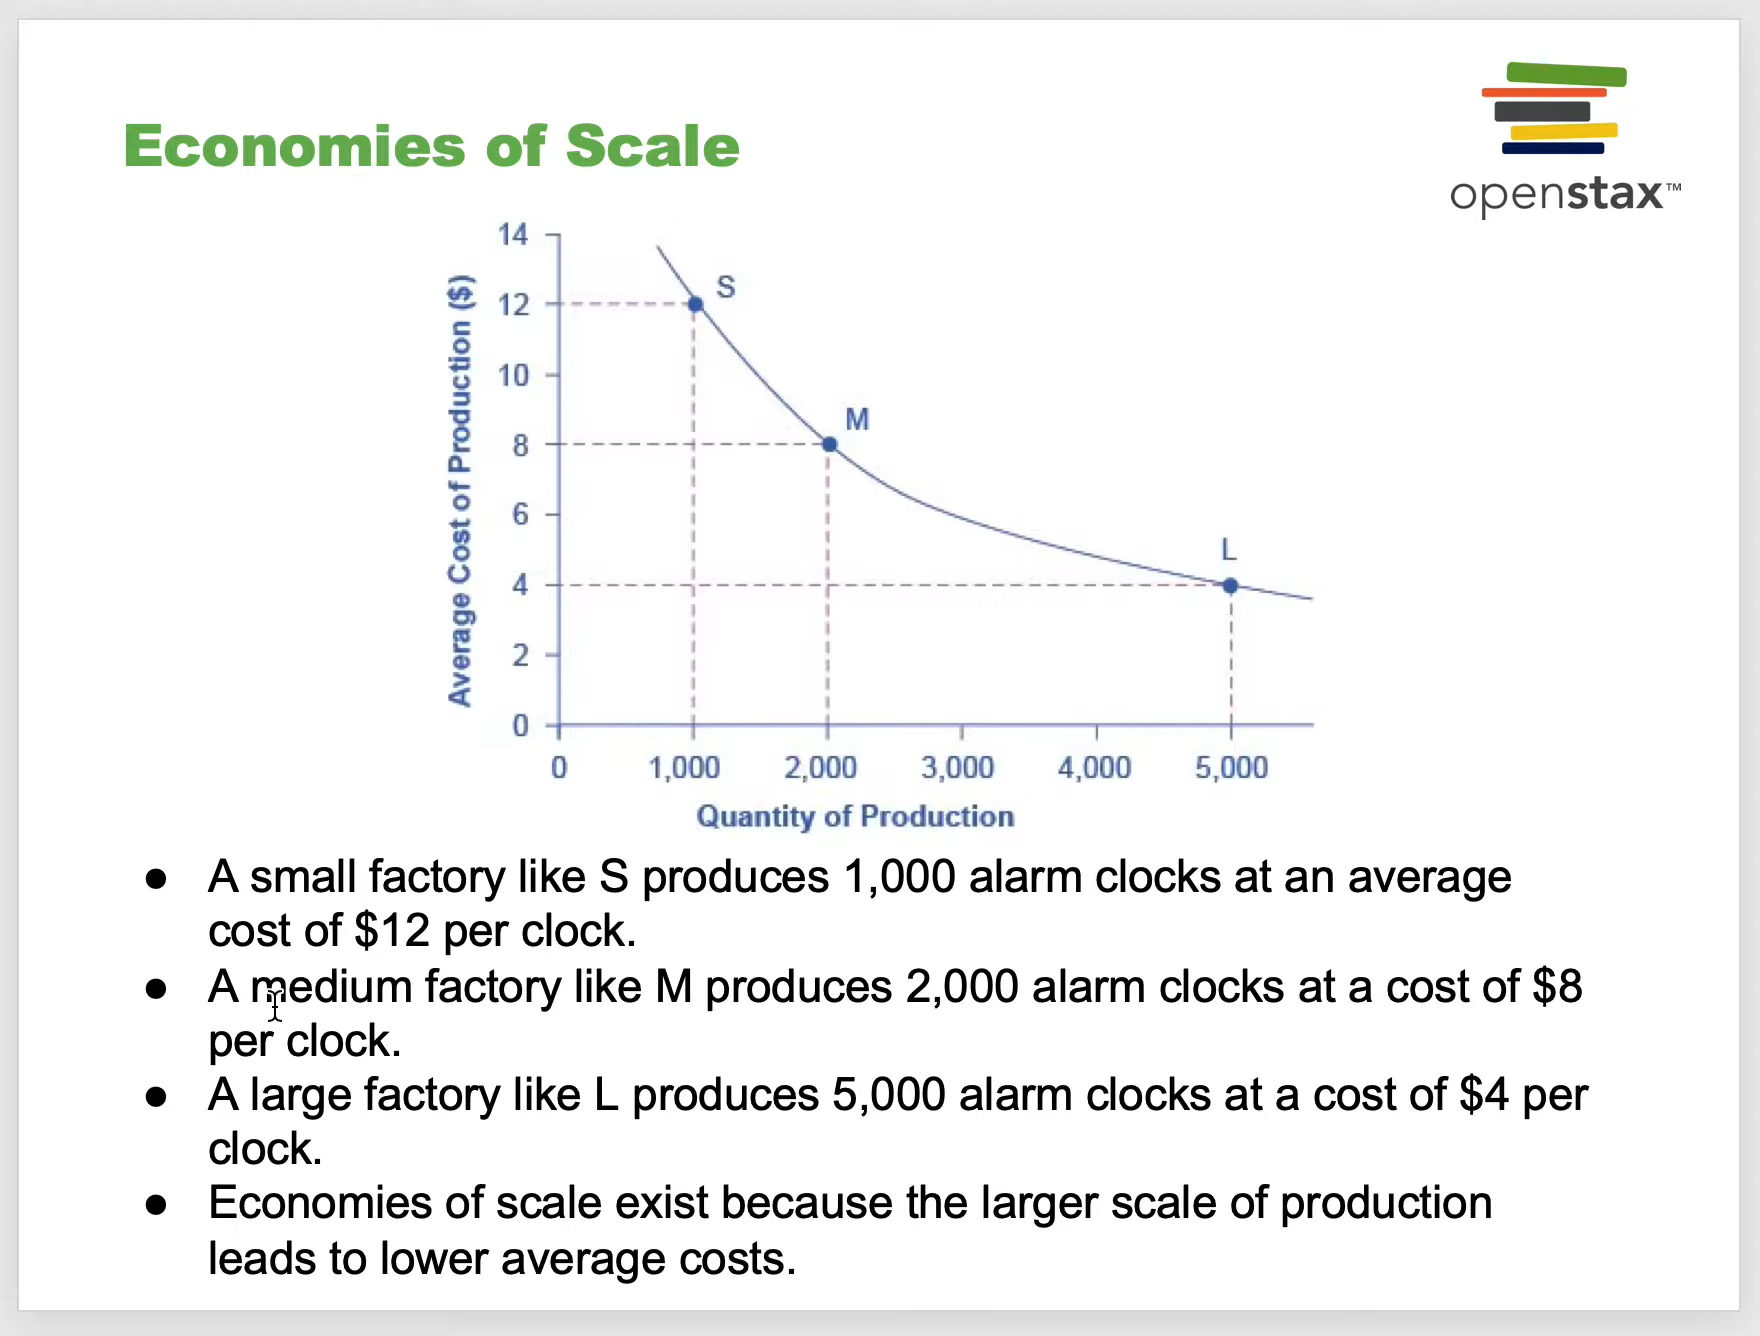 Economies of Scale
openstax™
14
12
10
8
6
4
2
0
Average Cost of Production ($)
S
M
L
0 1,000 2,000 3,000 4,000 5,000
Quantity of Production
● A small factory like S produces 1,000 alarm clocks at an average
cost of $12 per clock.
● A medium factory like M produces 2,000 alarm clocks at a cost of $8
per clock.
● A large factory like L produces 5,000 alarm clocks at a cost of $4 per
clock.
● Economies of scale exist because the larger scale of production
leads to lower average costs.